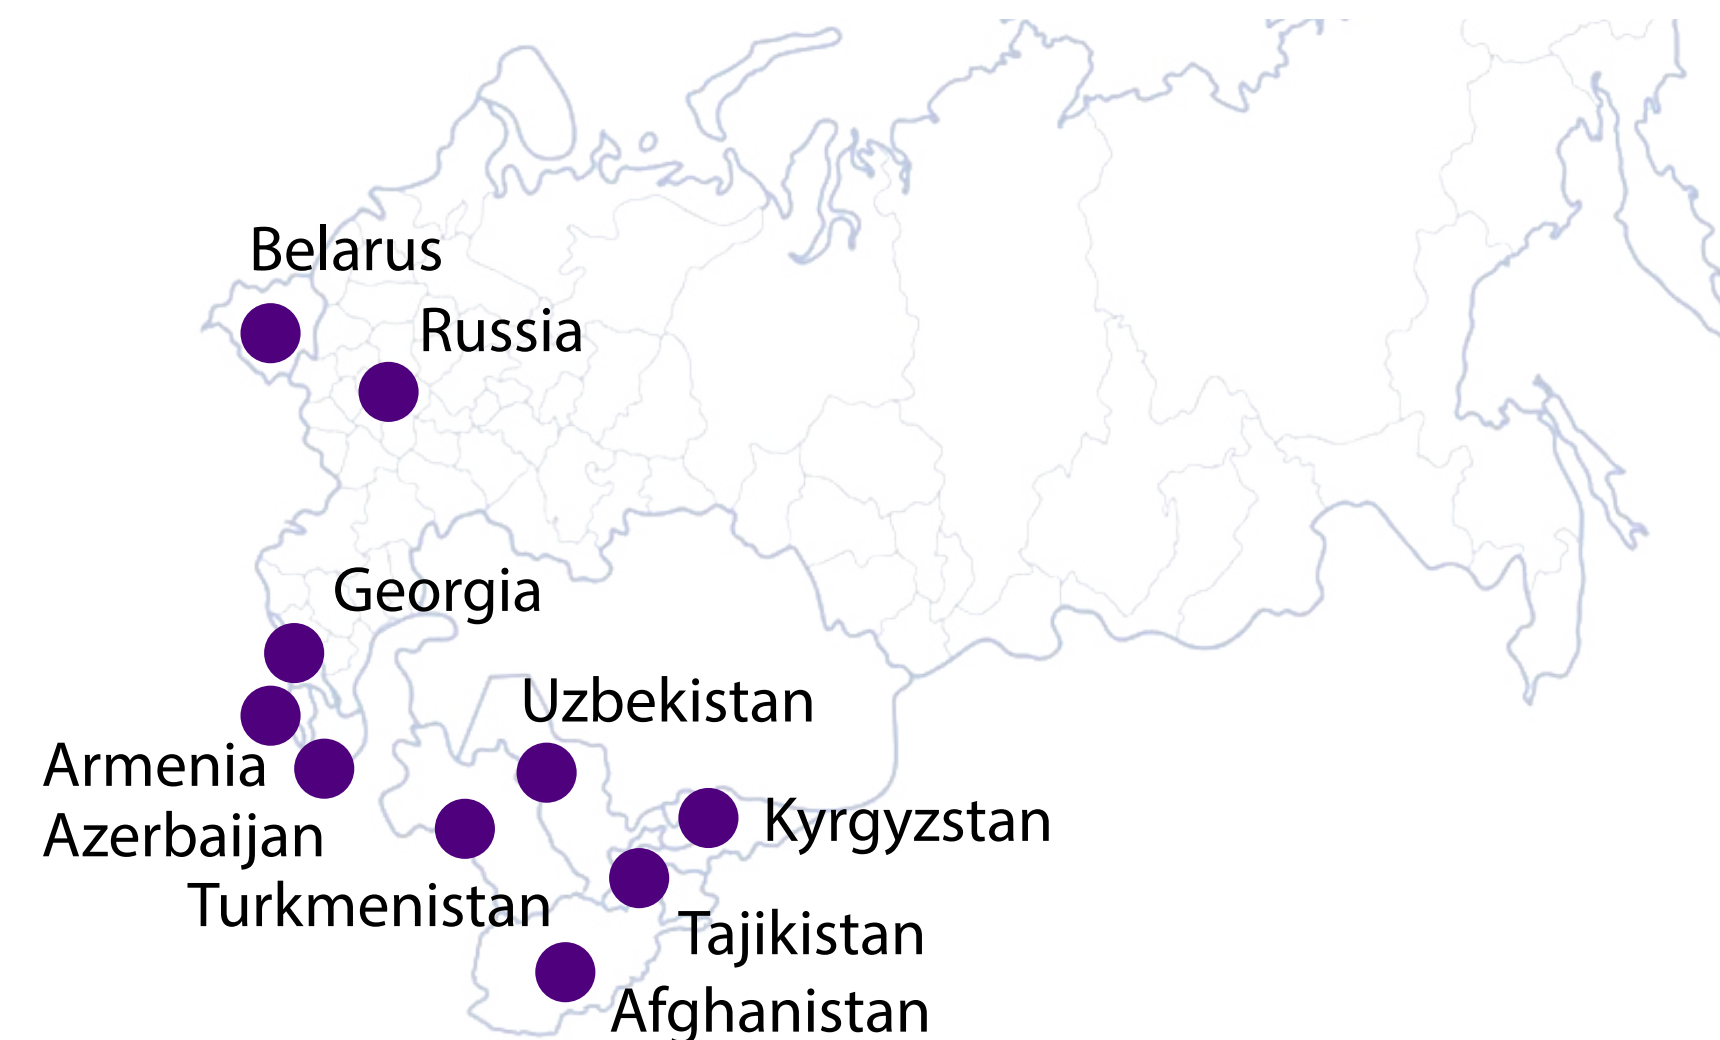 Belarus
Russia
Georgia
Uzbekistan
Armenia
Kyrgyzstan
Azerbaijan
Turkmenistan
Tajikistan
Afghanistan